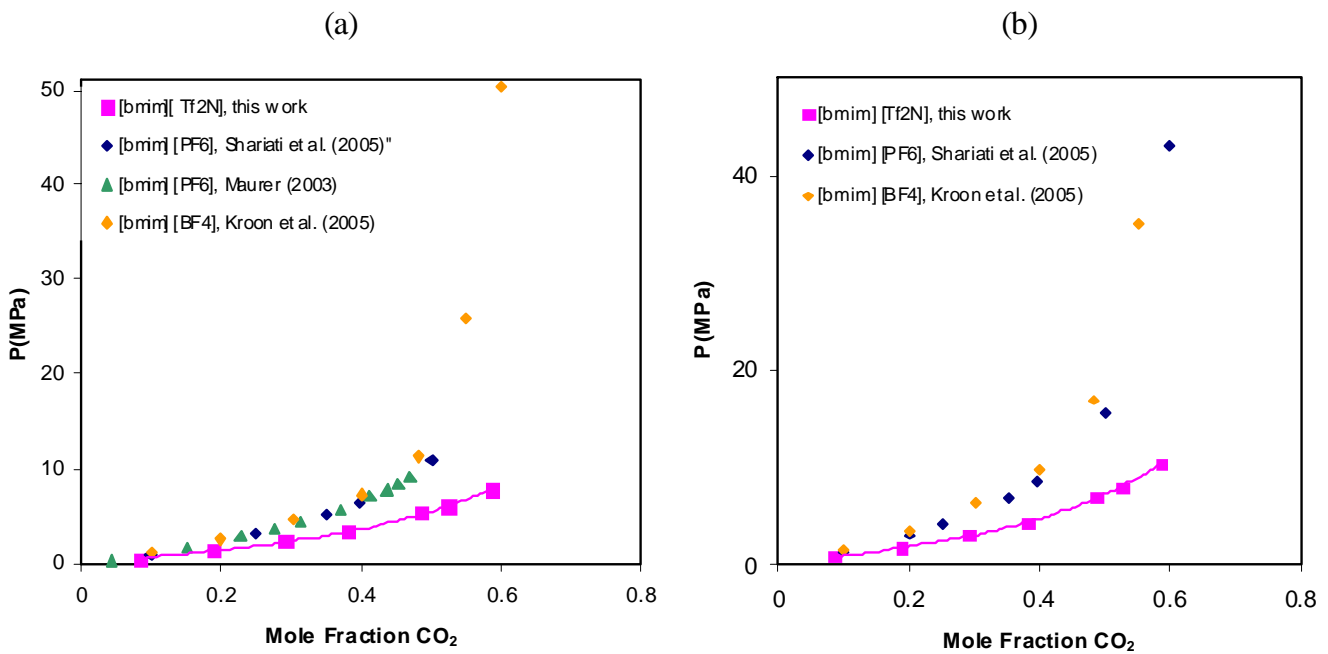 (a)
50
40
30
20
10
0
0
0.2
0.4
0.6
0.8
P(MPa)
Mole Fraction CO₂
[bmim][ Tf2N], this work
[bmim] [PF6], Shariati et al. (2005)"
[bmim] [PF6], Maurer (2003)
[bmim] [BF4], Kroon et al. (2005)
(b)
40
20
0
0
0.2
0.4
0.6
0.8
P(MPa)
Mole Fraction CO₂
[bmim] [Tf2N], this work
[bmim] [PF6], Shariati et al. (2005)
[bmim] [BF4], Kroon et al. (2005)